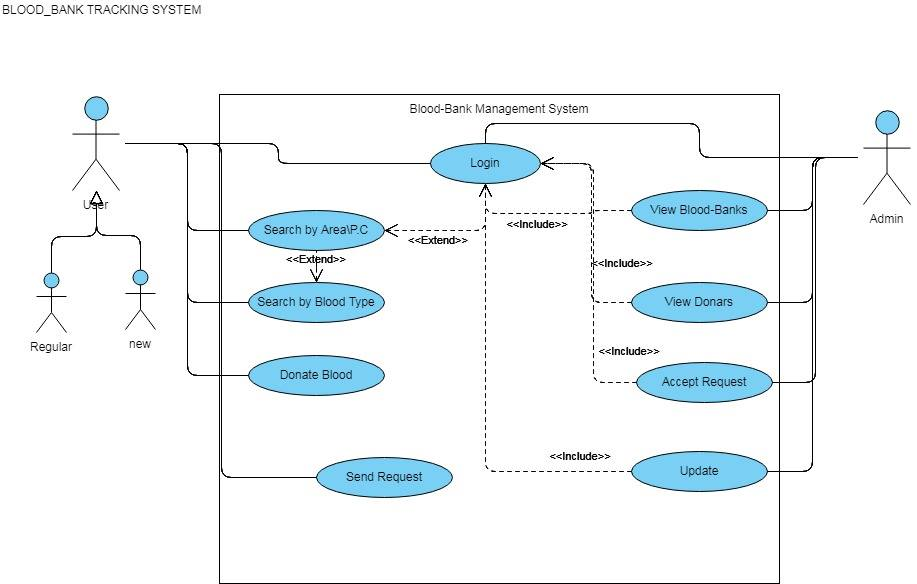 BLOOD_BANK TRACKING SYSTEM
Blood-Bank Management System
Login
User
View Blood-Banks
Admin
Search by Area\P.C
<<Include>>
<<Extend>>
<<Extend>>
<<Include>>
Search by Blood Type
View Donars
Regular
new
<<Include>>
Donate Blood
Accept Request
<<Include>>
Send Request
Update